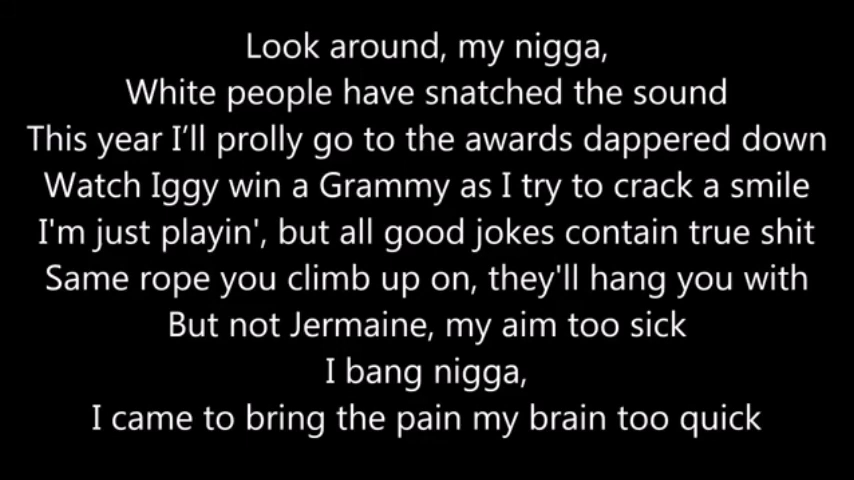 Look around, my nigga,
White people have snatched the sound
This year I’ll prolly go to the awards dappered down
Watch Iggy win a Grammy as I try to crack a smile
I'm just playin', but all good jokes contain true shit
Same rope you climb up on, they'll hang you with
But not Jermaine, my aim too sick
I bang nigga,
I came to bring the pain my brain too quick